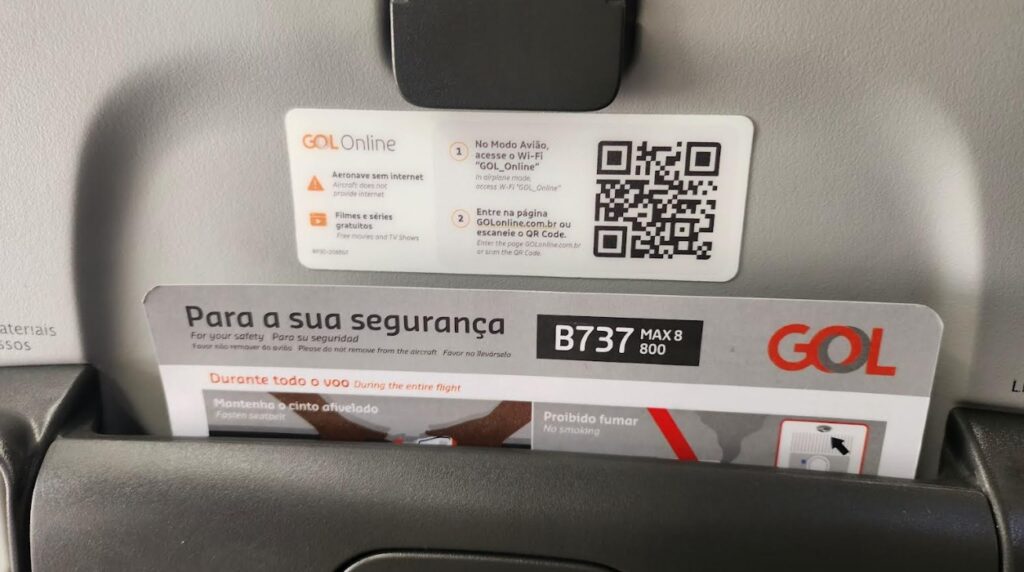 GOL Online
Aeronave sem internet
Aircraft does not
provide internet
Filmes e séries
gratuitos
Free movies and TV Shows
1
No Modo Avião,
acesse o Wi-Fi
"GOL_Online"
In airplane mode,
access Wi-Fi "GOL_Online"
2
Entre na página
GOLonline.com.br ou
escaneie o QR Code.
Enter the page GOLonline.com.br
or scan the QR Code.
Para a sua segurança
For your safety Para su seguridad
Favor não remover do avião Please do not remove from the aircraft Favor no llevárselo
B737 MAX 8
800
GOL
Durante todo o voo During the entire flight
Mantenha o cinto afivelado
Fasten seatbelt
Proibido fumar
No smoking